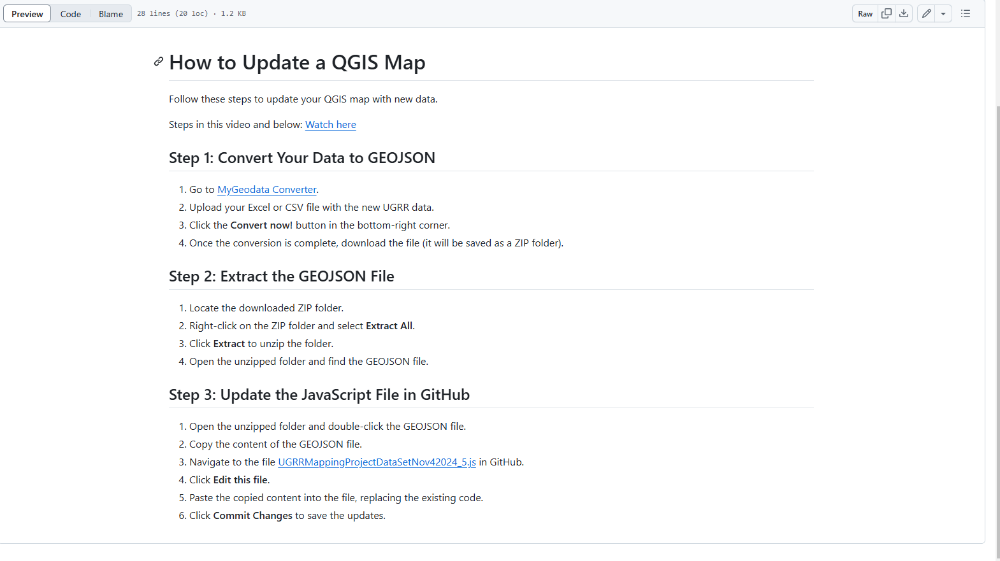 Preview Code Blame 28 lines (20 loc) · 1.2 KB Raw
How to Update a QGIS Map
Follow these steps to update your QGIS map with new data.
Steps in this video and below: Watch here
Step 1: Convert Your Data to GEOJSON
1. Go to MyGeodata Converter.
2. Upload your Excel or CSV file with the new UGRR data.
3. Click the Convert now! button in the bottom-right corner.
4. Once the conversion is complete, download the file (it will be saved as a ZIP folder).
Step 2: Extract the GEOJSON File
1. Locate the downloaded ZIP folder.
2. Right-click on the ZIP folder and select Extract All.
3. Click Extract to unzip the folder.
4. Open the unzipped folder and find the GEOJSON file.
Step 3: Update the JavaScript File in GitHub
1. Open the unzipped folder and double-click the GEOJSON file.
2. Copy the content of the GEOJSON file.
3. Navigate to the file UGRRMappingProjectDataSetNov42024_5.js in GitHub.
4. Click Edit this file.
5. Paste the copied content into the file, replacing the existing code.
6. Click Commit Changes to save the updates.